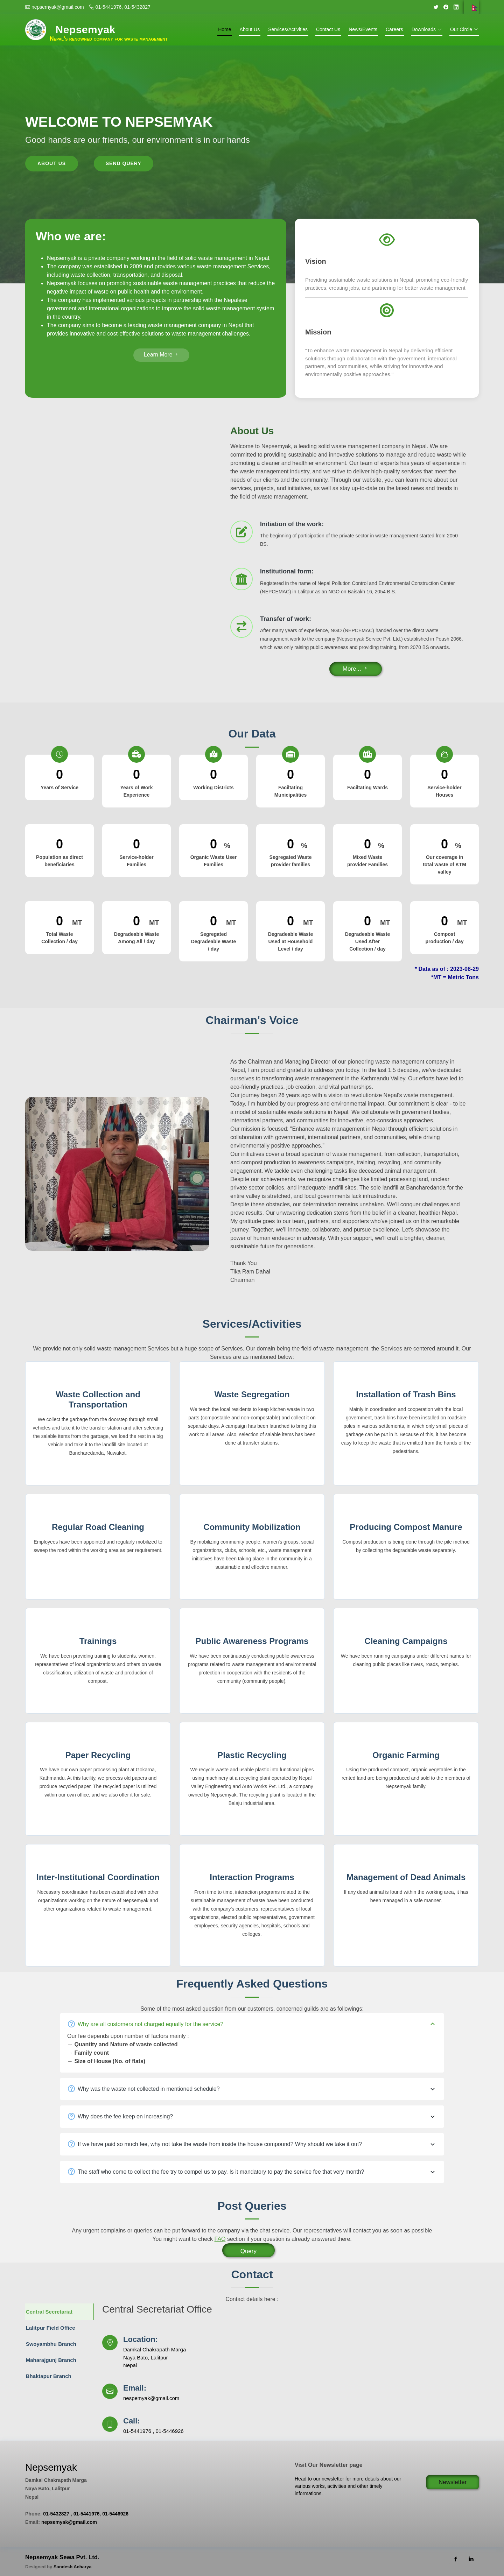 nepsemyak@gmail.com 01-5441976, 01-5432827
Nepsemyak
Nepal's renowned company for waste management
Home About Us Services/Activities Contact Us News/Events Careers Downloads Our Circle
WELCOME TO NEPSEMYAK
Good hands are our friends, our environment is in our hands
ABOUT US SEND QUERY
Who we are:
Nepsemyak is a private company working in the field of solid waste management in Nepal.
The company was established in 2009 and provides various waste management Services, including waste collection, transportation, and disposal.
Nepsemyak focuses on promoting sustainable waste management practices that reduce the negative impact of waste on public health and the environment.
The company has implemented various projects in partnership with the Nepalese government and international organizations to improve the solid waste management system in the country.
The company aims to become a leading waste management company in Nepal that provides innovative and cost-effective solutions to waste management challenges.
Learn More
Vision
Providing sustainable waste solutions in Nepal, promoting eco-friendly practices, creating jobs, and partnering for better waste management
Mission
"To enhance waste management in Nepal by delivering efficient solutions through collaboration with the government, international partners, and communities, while striving for innovative and environmentally positive approaches."
About Us
Welcome to Nepsemyak, a leading solid waste management company in Nepal. We are committed to providing sustainable and innovative solutions to manage and reduce waste while promoting a cleaner and healthier environment. Our team of experts has years of experience in the waste management industry, and we strive to deliver high-quality services that meet the needs of our clients and the community. Through our website, you can learn more about our services, projects, and initiatives, as well as stay up-to-date on the latest news and trends in the field of waste management.
Initiation of the work:
The beginning of participation of the private sector in waste management started from 2050 BS.
Institutional form:
Registered in the name of Nepal Pollution Control and Environmental Construction Center (NEPCEMAC) in Lalitpur as an NGO on Baisakh 16, 2054 B.S.
Transfer of work:
After many years of experience, NGO (NEPCEMAC) handed over the direct waste management work to the company (Nepsemyak Service Pvt. Ltd.) established in Poush 2066, which was only raising public awareness and providing training, from 2070 BS onwards.
More...
Our Data
0 Years of Service
0 Years of Work Experience
0 Working Districts
0 Facilitating Municipalities
0 Faciltating Wards
0 Service-holder Houses
0 Population as direct beneficiaries
0 Service-holder Families
0 % Organic Waste User Families
0 % Segregated Waste provider families
0 % Mixed Waste provider Families
0 % Our coverage in total waste of KTM valley
0 MT Total Waste Collection / day
0 MT Degradable Waste Among All / day
0 MT Segregated Degradable Waste / day
0 MT Degradable Waste Used at Household Level / day
0 MT Degradable Waste Used After Collection / day
0 MT Compost production / day
* Data as of : 2023-08-29
*MT = Metric Tons
Chairman's Voice
As the Chairman and Managing Director of our pioneering waste management company in Nepal, I am proud and grateful to address you today. In the last 1.5 decades, we've dedicated ourselves to transforming waste management in the Kathmandu Valley. Our efforts have led to eco-friendly practices, job creation, and vital partnerships.
Our journey began 26 years ago with a vision to revolutionize Nepal's waste management. Today, I'm humbled by our progress and environmental impact. Our commitment is clear - to be a model of sustainable waste solutions in Nepal. We collaborate with government bodies, international partners, and communities for innovative, eco-conscious approaches.
Our mission is focused: "Enhance waste management in Nepal through efficient solutions in collaboration with government, international partners, and communities, while driving environmentally positive approaches."
Our initiatives cover a broad spectrum of waste management, from collection, transportation, and compost production to awareness campaigns, training, recycling, and community engagement. We tackle even challenging tasks like deceased animal management.
Despite our achievements, we recognize challenges like limited processing land, unclear private sector policies, and inadequate landfill sites. The sole landfill at Bancharedanda for the entire valley is stretched, and local government lack infrastructure.
Despite these obstacles, our determination remains unshaken. We'll conquer challenges and prove results. Our unwavering dedication stems from the belief in a cleaner, healthier Nepal.
My gratitude goes to our team, partners, and supporters who've joined us on this remarkable journey. Together, we'll innovate, collaborate, and pursue excellence. Let's showcase the power of human endeavor in diversity. With your support, we'll craft a brighter, cleaner, sustainable future for generations.
Thank You
Tika Ram Dahal
Chairman
Services/Activities
We provide not only solid waste management Services but a huge scope of Services. Our domain being the field of waste management, the Services are centered around it. Our Services are as mentioned below:
Waste Collection and Transportation
We collect the garbage from the doorstep through small vehicles and take it to the transfer station and after selecting the salable items from the garbage, we load the rest in a big vehicle and take it to the landfill site located at Bancharedanda, Nuwakot.
Waste Segregation
We teach the local residents to keep kitchen waste in two parts (compostable and non-compostable) and collect it on separate days. A campaign has been launched to bring this work to all areas. Also, selection of salable items has been done at transfer stations.
Installation of Trash Bins
Mainly in coordination and cooperation with the local government, trash bins have been installed on roadside poles in various settlements, in which only small pieces of garbage can be put in it. Because of this, it has become easy to keep the waste that is emitted from the hands of the pedestrians.
Regular Road Cleaning
Employees have been appointed and regularly mobilized to sweep the road within the working area as per requirement.
Community Mobilization
By mobilizing community people, women's groups, social organizations, clubs, schools, etc., waste management initiatives have been taking place in the community in a sustainable and effective manner.
Producing Compost Manure
Compost production is being done through the pile method by collecting the degradable waste separately.
Trainings
We have been providing training to students, women, representatives of local organizations and others on waste classification, utilization of waste and production of compost.
Public Awareness Programs
We have been continuously conducting public awareness programs related to waste management and environmental protection in cooperation with the residents of the community (community people).
Cleaning Campaigns
We have been running campaigns under different names for cleaning public places like rivers, roads, temples.
Paper Recycling
We have our own paper processing plant at Gokarna, Kathmandu. At this facility, we process old papers and produce recycled paper. The recycled paper is utilized within our own office, and we also offer it for sale.
Plastic Recycling
We recycle waste and usable plastic into functional pipes using machinery or a recycling plant operated by Nepal Valley Engineering and Auto Works Pvt. Ltd., a company owned by Nepsemyak. The recycling plant is located in the Balaju industrial area.
Organic Farming
Using the produced compost, organic vegetables in the rented land are being produced and sold to the members of Nepsemyak family.
Inter-Institutional Coordination
Necessary coordination has been established with other organizations working on the nature of Nepsemyak and other organizations related to waste management.
Interaction Programs
From time to time, interaction programs related to the sustainable management of waste have been conducted with the company's customers, representatives of local organizations, elected public representatives, government employees, security agencies, hospitals, schools and colleges.
Management of Dead Animals
If any dead animal is found within the working area, it has been managed in a safe manner.
Frequently Asked Questions
Some of the most asked question from our customers, concerned guilds are as followings:
Why are all customers not charged equally for the service?
Our fee depends upon number of factors mainly :
→ Quantity and Nature of waste collected
→ Family count
→ Size of House (No. of flats)
Why was the waste not collected in mentioned schedule?
Why does the fee keep on increasing?
If we have paid so much fee, why not take the waste from inside the house compound? Why should we take it out?
The staff who come to collect the fee try to compel us to pay. Is it mandatory to pay the service fee that very month?
Post Queries
Any urgent complains or queries can be put forward to the company via the chat service. Our representatives will contact you as soon as possible
You might want to check FAQ section if your question is already answered there.
Query
Contact
Contact details here :
Central Secretariat
Lalitpur Field Office
Swoyambhu Branch
Maharajgunj Branch
Bhaktapur Branch
Central Secretariat Office
Location:
Damkal Chakrapath Marga
Naya Bato, Lalitpur
Nepal
Email:
nespemyak@gmail.com
Call:
01-5441976 , 01-5446926
Nepsemyak
Damkal Chakrapath Marga
Naya Bato, Lalitpur
Nepal
Phone: 01-5432827 , 01-5441976, 01-5446926
Email: nepsemyak@gmail.com
Visit Our Newsletter page
Head to our newsletter for more details about our various works, activities and other timely informations.
Newsletter
Nepsemyak Sewa Pvt. Ltd.
Designed by Sandesh Acharya